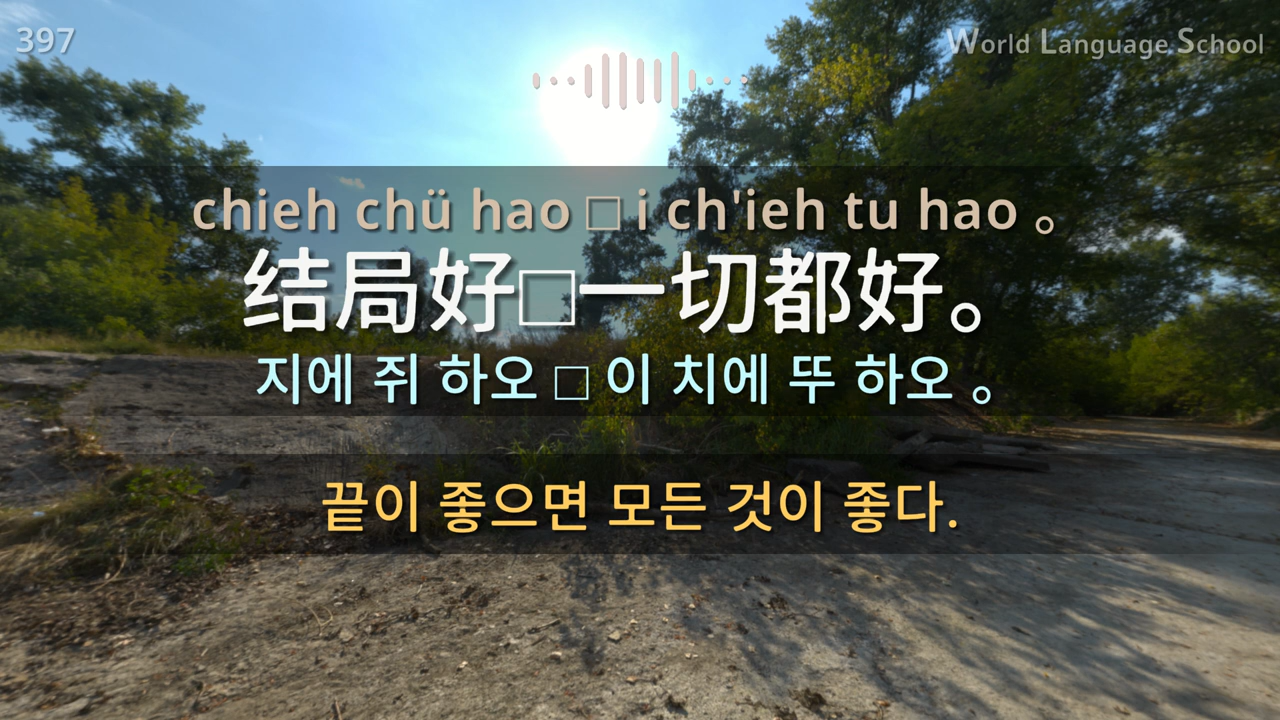 397
World Language School
chieh chü hao □ i ch'ieh tu hao 。
结局好□一切都好。
지에 쥐 하오 □ 이 치에 뚜 하오 。
끝이 좋으면 모든 것이 좋다.